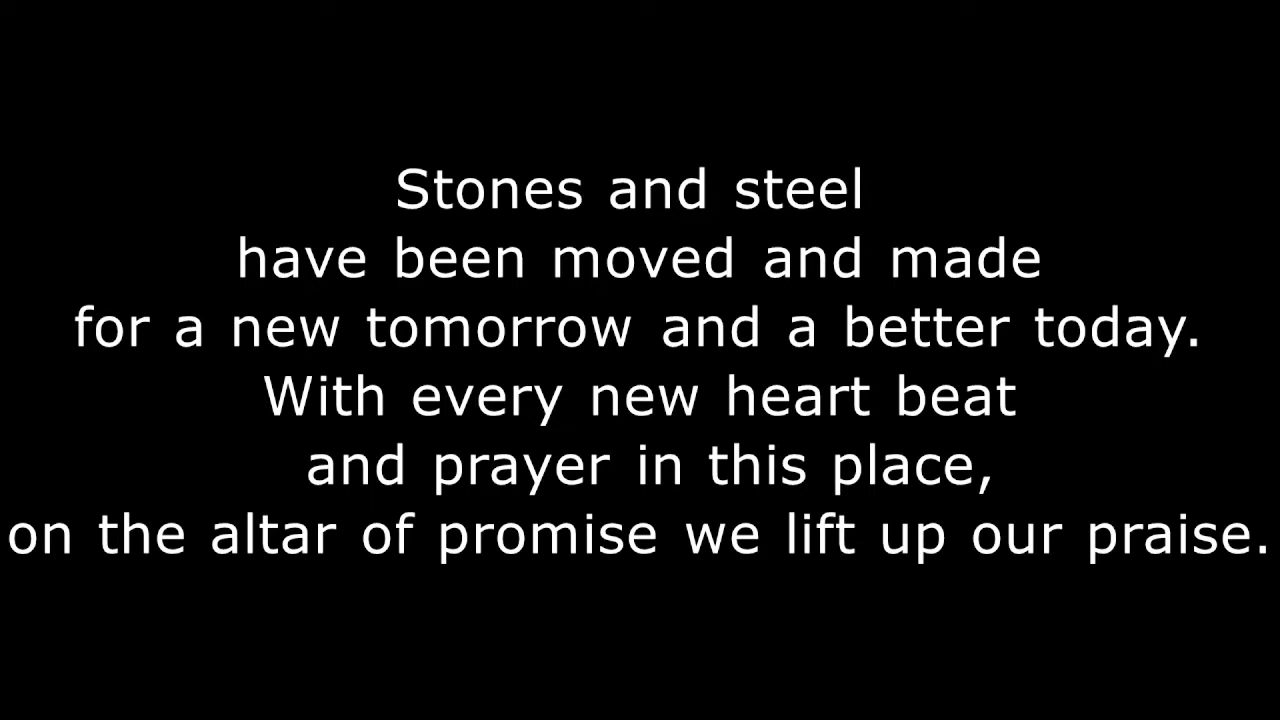 Stones and steel
have been moved and made
for a new tomorrow and a better today.
With every new heart beat
and prayer in this place,
on the altar of promise we lift up our praise.